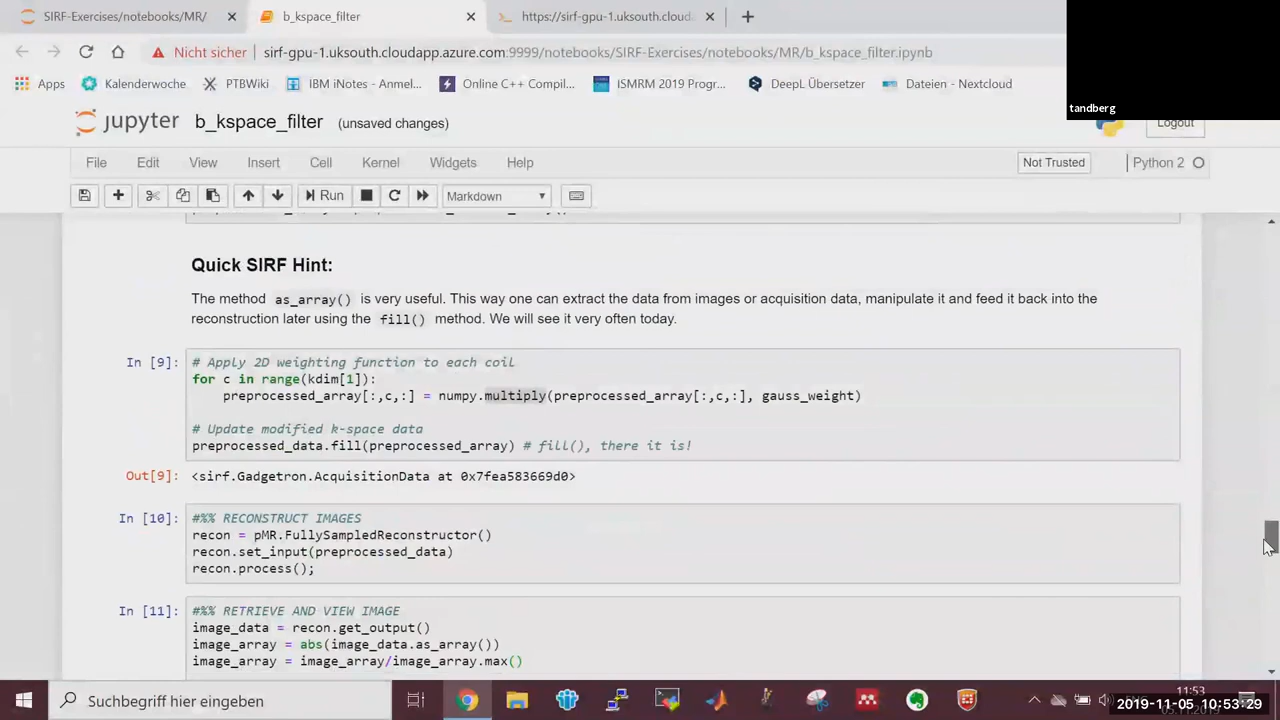 SIRF-Exercises/notebooks/MR/
b_kspace_filter
https://sirf-gpu-1.uksouth.cloud
Nicht sicher
sirf-gpu-1.uksouth.cloudapp.azure.com:9999/notebooks/SIRF-Exercises/notebooks/MR/b_kspace_filter.ipynb
Apps
Kalenderwoche
PTBWiki
IBM iNotes - Anmel...
Online C++ Compil...
ISMRM 2019 Progr...
DeepL Übersetzer
Dateien - Nextcloud
tandberg
jupyter b_kspace_filter (unsaved changes)
Logout
File Edit View Insert Cell Kernel Widgets Help
Not Trusted
Python 2
Run
Markdown
Quick SIRF Hint:
The method as_array() is very useful. This way one can extract the data from images or acquisition data, manipulate it and feed it back into the
reconstruction later using the fill() method. We will see it very often today.
In [9]: # Apply 2D weighting function to each coil
for c in range(kdim[1]):
preprocessed_array[:,c,:] = numpy.multiply(preprocessed_array[:,c,:], gauss_weight)
# Update modified k-space data
preprocessed_data.fill(preprocessed_array) # fill(), there it is!
Out[9]: <sirf.Gadgetron.AcquisitionData at 0x7fea583669d0>
In [10]: #%% RECONSTRUCT IMAGES
recon = pMR.FullySampledReconstructor()
recon.set_input(preprocessed_data)
recon.process();
In [11]: #%% RETRIEVE AND VIEW IMAGE
image_data = recon.get_output()
image_array = abs(image_data.as_array())
image_array = image_array/image_array.max()
Suchbegriff hier eingeben
11:53
2019-11-05 10:53:29